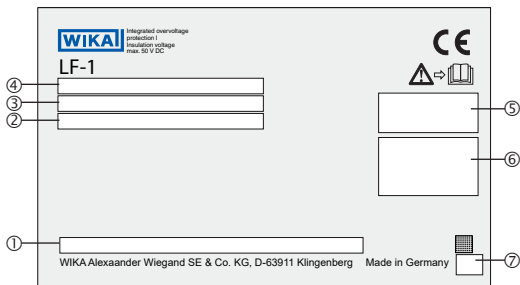 WIKAI
Integrated overvoltage
protection I
Insulation voltage
max. 50 V DC
CE
LF-1
④
③
②
⑤
⑥
①
WIKA Alexaander Wiegand SE & Co. KG, D-63911 Klingenberg Made in Germany
⑦